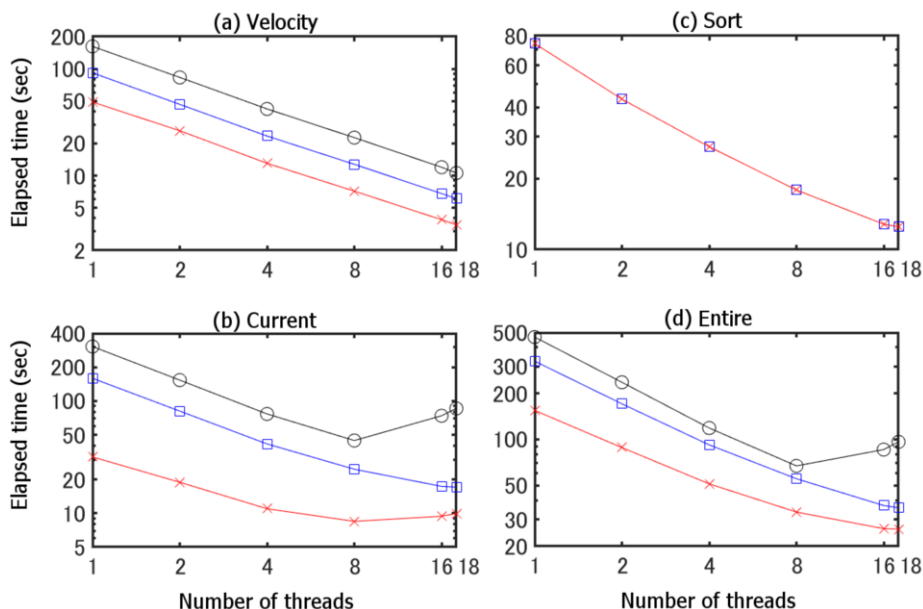 (a) Velocity
Elapsed time (sec)
200
100
50
20
10
5
2
1 2 4 8 16 18
(c) Sort
80
60
40
30
20
10
1 2 4 8 16 18
(b) Current
Elapsed time (sec)
400
200
100
50
20
10
5
1 2 4 8 16 18
Number of threads
(d) Entire
500
300
200
100
50
30
20
1 2 4 8 16 18
Number of threads